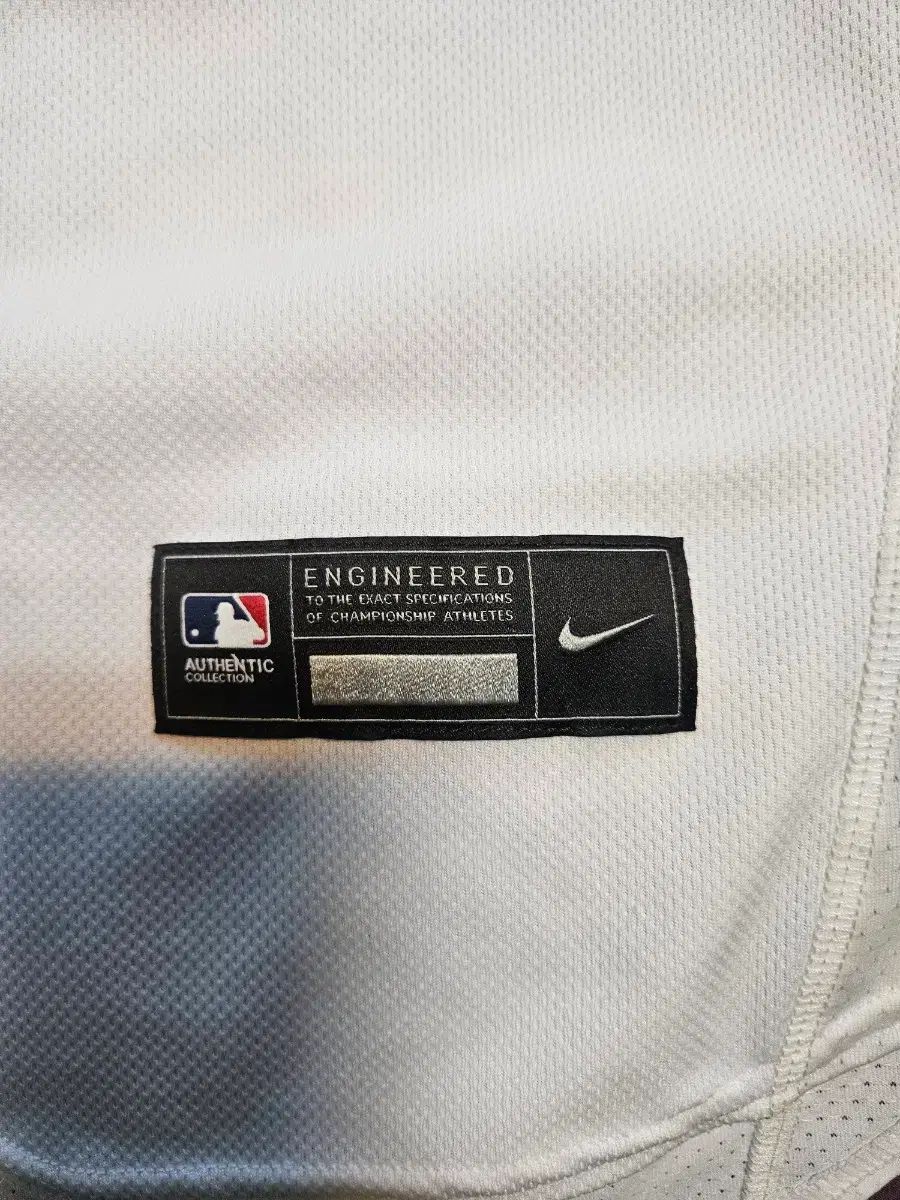 ENGINEERED
TO THE EXACT SPECIFICATIONS
OF CHAMPIONSHIP ATHLETES
AUTHENTIC
COLLECTION